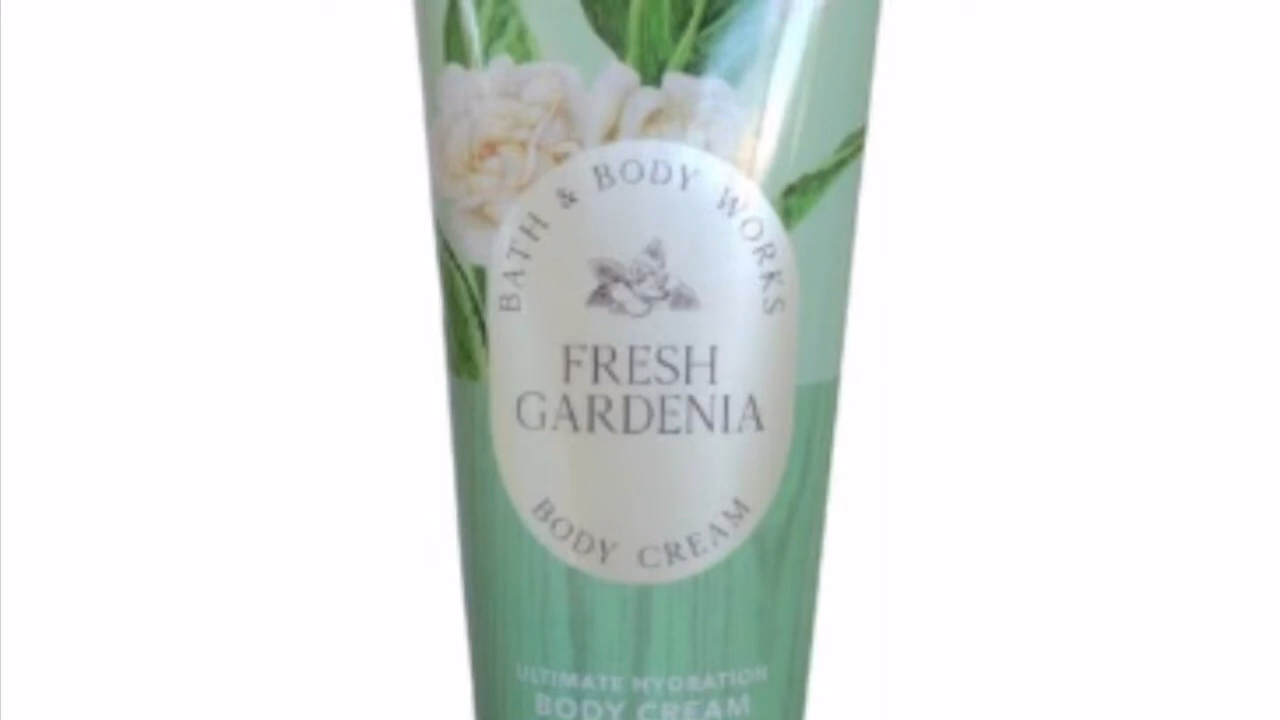 BATH & BODY WORKS
FRESH
GARDENIA
BODY CREAM
ULTIMATE HYDRATION
BODY CREAM